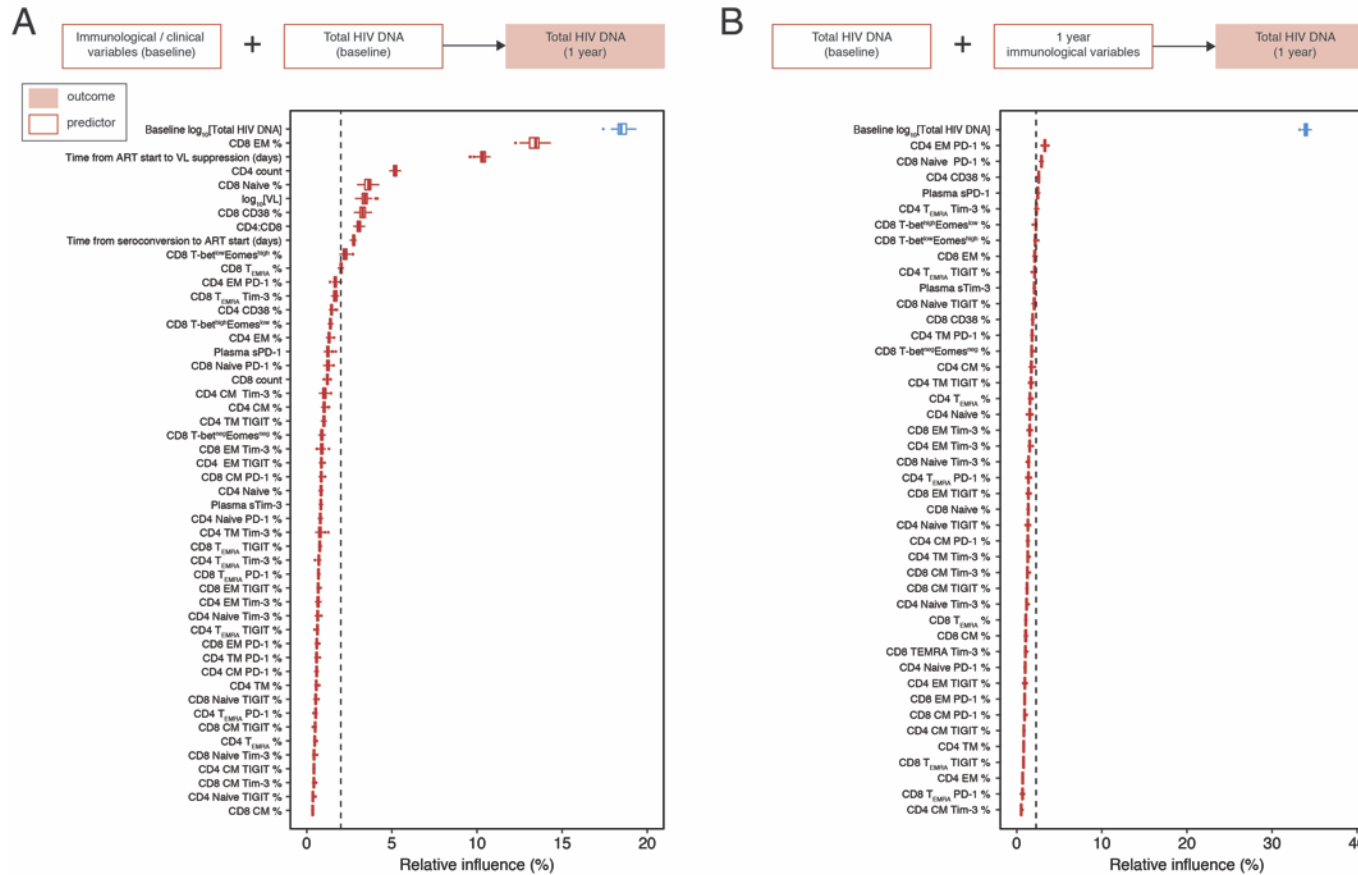 A
Immunological / clinical
variables (baseline)
+
Total HIV DNA
(baseline)
Total HIV DNA
(1 year)
outcome
predictor
Baseline log10[Total HIV DNA]
CD8 EM %
Time from ART start to VL suppression (days)
CD4 count
CD8 Naive %
log10[VL]
CD8 CD38 %
CD4:CD8
Time from seroconversion to ART start (days)
CD8 T-betlowEomeshigh %
CD8 TEMRA %
CD4 EM PD-1 %
CD8 TEMRA Tim-3 %
CD4 CD38 %
CD8 T-bethighEomeslow %
CD4 EM %
Plasma sPD-1
CD8 Naive PD-1 %
CD8 count
CD4 CM Tim-3 %
CD4 CM %
CD4 TM TIGIT %
CD8 T-betnegEomesneg %
CD8 EM Tim-3 %
CD4 EM TIGIT %
CD8 CM PD-1 %
CD4 Naive %
Plasma sTim-3
CD4 Naive PD-1 %
CD4 TM Tim-3 %
CD8 TEMRA TIGIT %
CD4 TEMRA Tim-3 %
CD8 TEMRA PD-1 %
CD8 EM TIGIT %
CD4 EM Tim-3 %
CD4 Naive Tim-3 %
CD4 TEMRA TIGIT %
CD8 EM PD-1 %
CD4 TM PD-1 %
CD4 CM PD-1 %
CD4 TM %
CD8 Naive TIGIT %
CD4 TEMRA PD-1 %
CD8 CM TIGIT %
CD4 TEMRA %
CD8 Naive Tim-3 %
CD4 CM TIGIT %
CD8 CM Tim-3 %
CD4 Naive TIGIT %
CD8 CM %
0 5 10 15 20
Relative influence (%)
B
Total HIV DNA
(baseline)
+
1 year
immunological variables
Total HIV DNA
(1 year)
Baseline log10[Total HIV DNA]
CD4 EM PD-1 %
CD8 Naive PD-1 %
CD4 CD38 %
Plasma sPD-1
CD4 TEMRA Tim-3 %
CD8 T-bethighEomeslow %
CD8 T-betlowEomeshigh %
CD8 EM %
CD4 TEMRA TIGIT %
Plasma sTim-3
CD8 Naive TIGIT %
CD8 CD38 %
CD4 TM PD-1 %
CD8 T-betnegEomesneg %
CD4 CM %
CD4 TM TIGIT %
CD4 TEMRA %
CD4 Naive %
CD8 EM Tim-3 %
CD4 EM Tim-3 %
CD8 Naive Tim-3 %
CD4 TEMRA PD-1 %
CD8 EM TIGIT %
CD8 Naive %
CD4 Naive TIGIT %
CD4 CM PD-1 %
CD4 TM Tim-3 %
CD8 CM Tim-3 %
CD8 CM TIGIT %
CD4 Naive Tim-3 %
CD8 TEMRA %
CD8 CM %
CD8 TEMRA Tim-3 %
CD4 Naive PD-1 %
CD4 EM TIGIT %
CD8 EM PD-1 %
CD8 CM PD-1 %
CD4 CM TIGIT %
CD4 TM %
CD8 TEMRA TIGIT %
CD4 EM %
CD8 TEMRA PD-1 %
CD4 CM Tim-3 %
0 10 20 30
Relative influence (%)